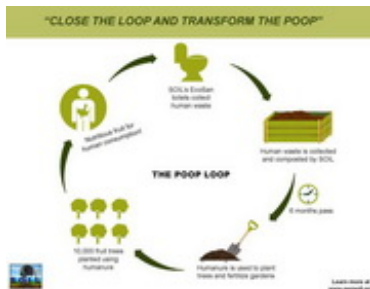 "CLOSE THE LOOP AND TRANSFORM THE POOP"
SOIL's EcoSan
toilets collect
human waste
Human waste is collected
and composted by SOIL
6 months pass
Humanure is used to plant
trees and fertilize gardens
10,000 fruit trees
planted using
humanure
Nutritious fruit for
human consumption!
THE POOP LOOP
Learn more at